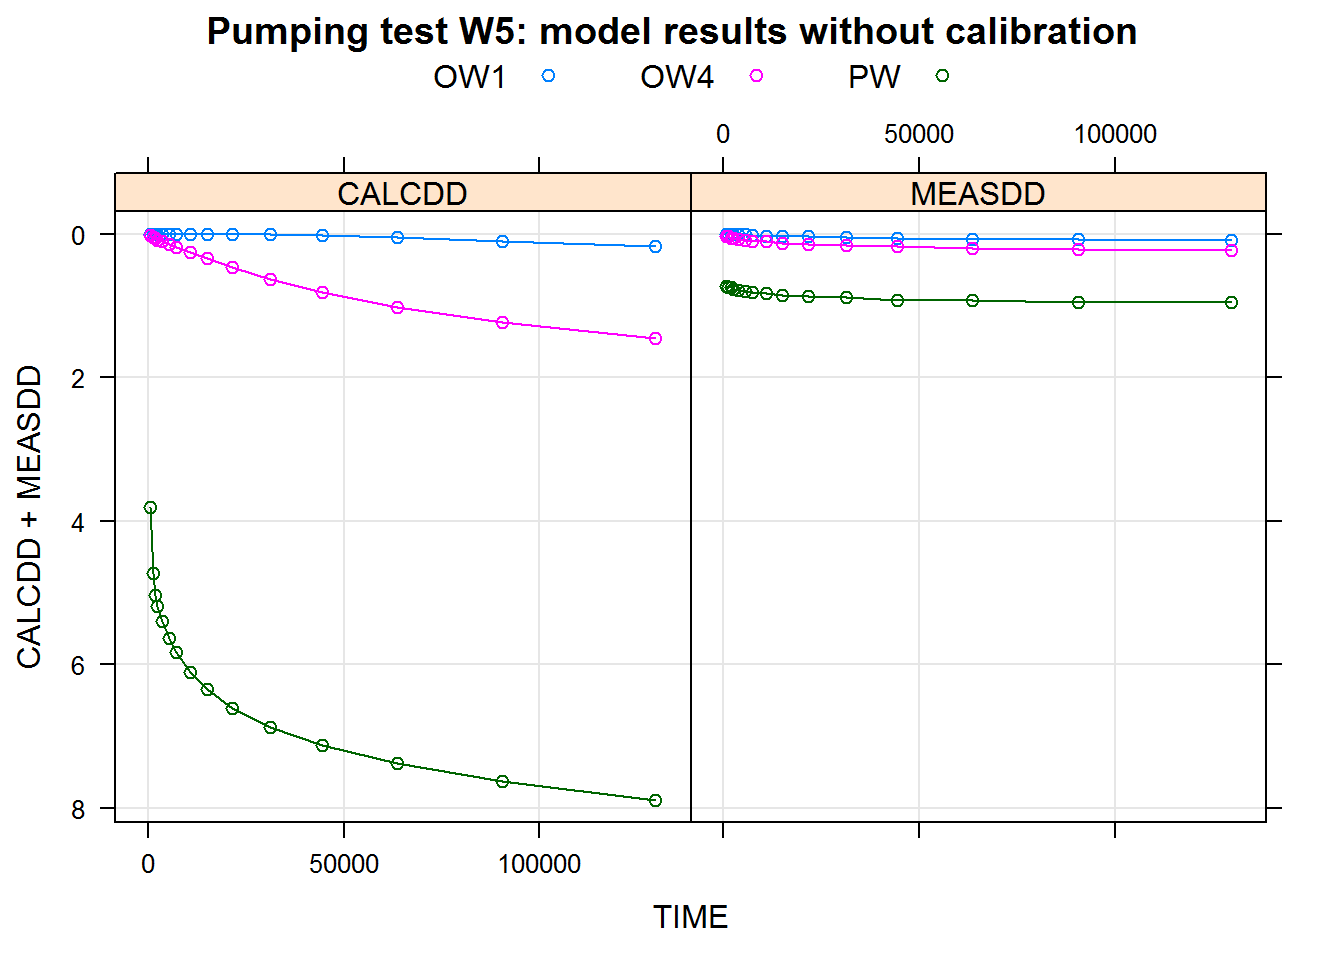 Pumping test W5: model results without calibration
OW1 OW4 PW
0 50000 100000
CALCDD MEASDD
0
2
4
6
8
CALCDD + MEASDD
0 50000 100000
TIME